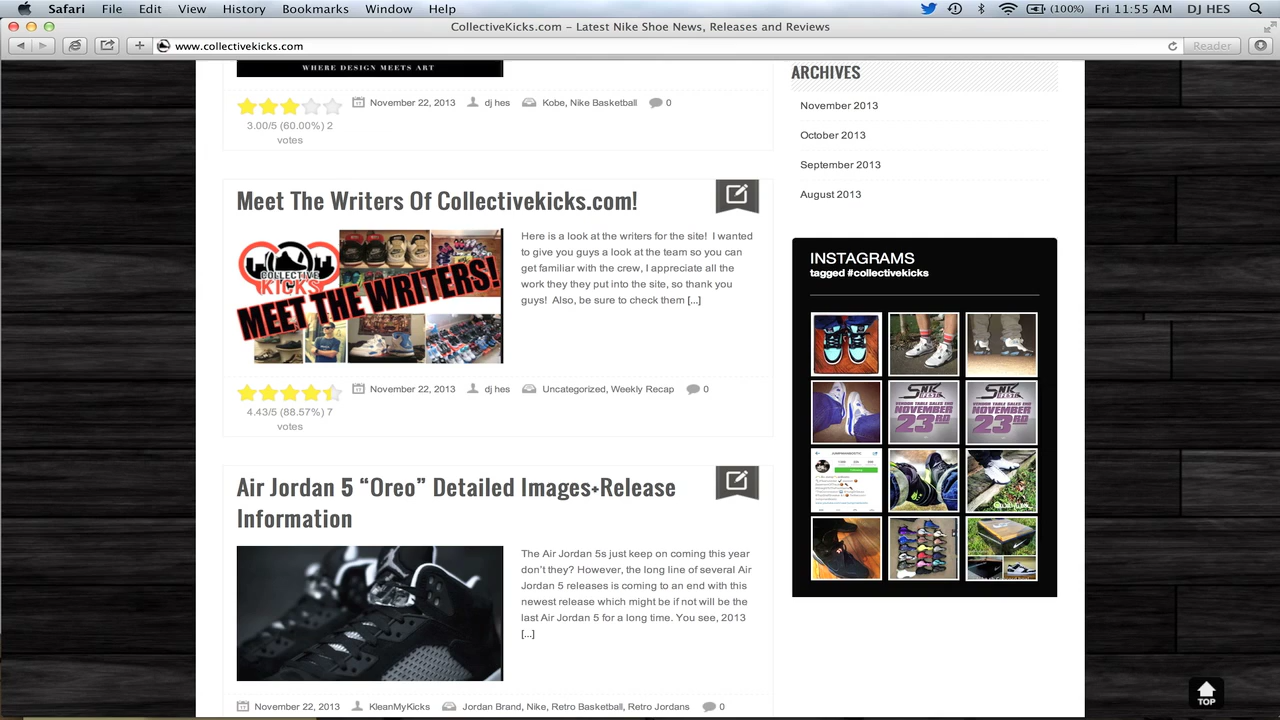 Safari File Edit View History Bookmarks Window Help (100%) Fri 11:55 AM DJ HES
CollectiveKicks.com – Latest Nike Shoe News, Releases and Reviews
www.collectivekicks.com Reader
WHERE DESIGN MEETS ART
November 22, 2013 dj hes Kobe, Nike Basketball 0
3.00/5 (60.00%) 2
votes
Meet The Writers Of Collectivekicks.com!
COLLECTIVE
KICKS
MEET THE WRITERS!
Here is a look at the writers for the site! I wanted
to give you guys a look at the team so you can
get familiar with the crew, I appreciate all the
work they they put into the site, so thank you
guys! Also, be sure to check them [...]
November 22, 2013 dj hes Uncategorized, Weekly Recap 0
4.43/5 (88.57%) 7
votes
Air Jordan 5 “Oreo” Detailed Images+Release
Information
The Air Jordan 5s just keep on coming this year
don’t they? However, the long line of several Air
Jordan 5 releases is coming to an end with this
newest release which might be if not will be the
last Air Jordan 5 for a long time. You see, 2013
[...]
November 22, 2013 KleanMyKicks Jordan Brand, Nike, Retro Basketball, Retro Jordans 0
ARCHIVES
November 2013
October 2013
September 2013
August 2013
INSTAGRAMS
tagged #collectivekicks
VENDOR TABLE SALES END
NOVEMBER
23RD
VENDOR TABLE SALES END
NOVEMBER
23RD
TOP